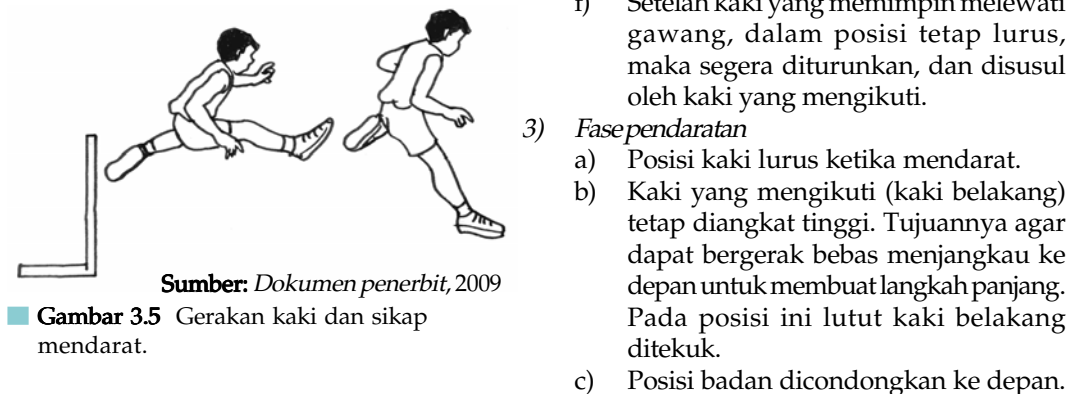 Sumber: Dokumen penerbit, 2009
Gambar 3.5 Gerakan kaki dan sikap
mendarat.
f) Setelah kaki yang memimpin melewati
gawang, dalam posisi tetap lurus,
maka segera diturunkan, dan disusul
oleh kaki yang mengikuti.
3) Fase pendaratan
a) Posisi kaki lurus ketika mendarat.
b) Kaki yang mengikuti (kaki belakang)
tetap diangkat tinggi. Tujuannya agar
dapat bergerak bebas menjangkau ke
depan untuk membuat langkah panjang.
Pada posisi ini lutut kaki belakang
ditekuk.
c) Posisi badan dicondongkan ke depan.